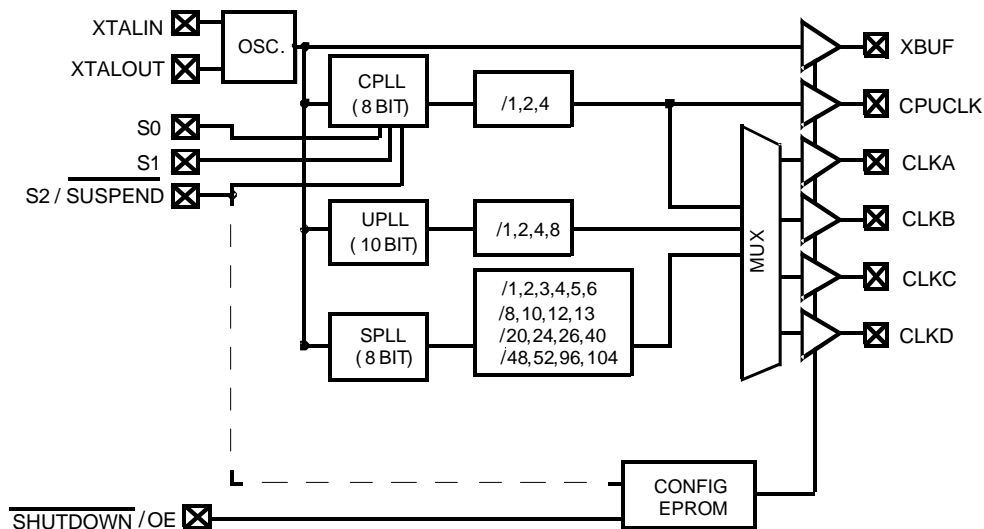 XTALIN
XTALOUT
OSC.
XBUF
CPLL
(8 BIT)
/1,2,4
CPUCLK
S0
S1
S2 / SUSPEND
CLKA
CLKB
UPLL
(10 BIT)
/1,2,4,8
MUX
CLKC
SPLL
(8 BIT)
/1,2,3,4,5,6
/8,10,12,13
/20,24,26,40
/48,52,96,104
CLKD
CONFIG
EPROM
SHUTDOWN / OE